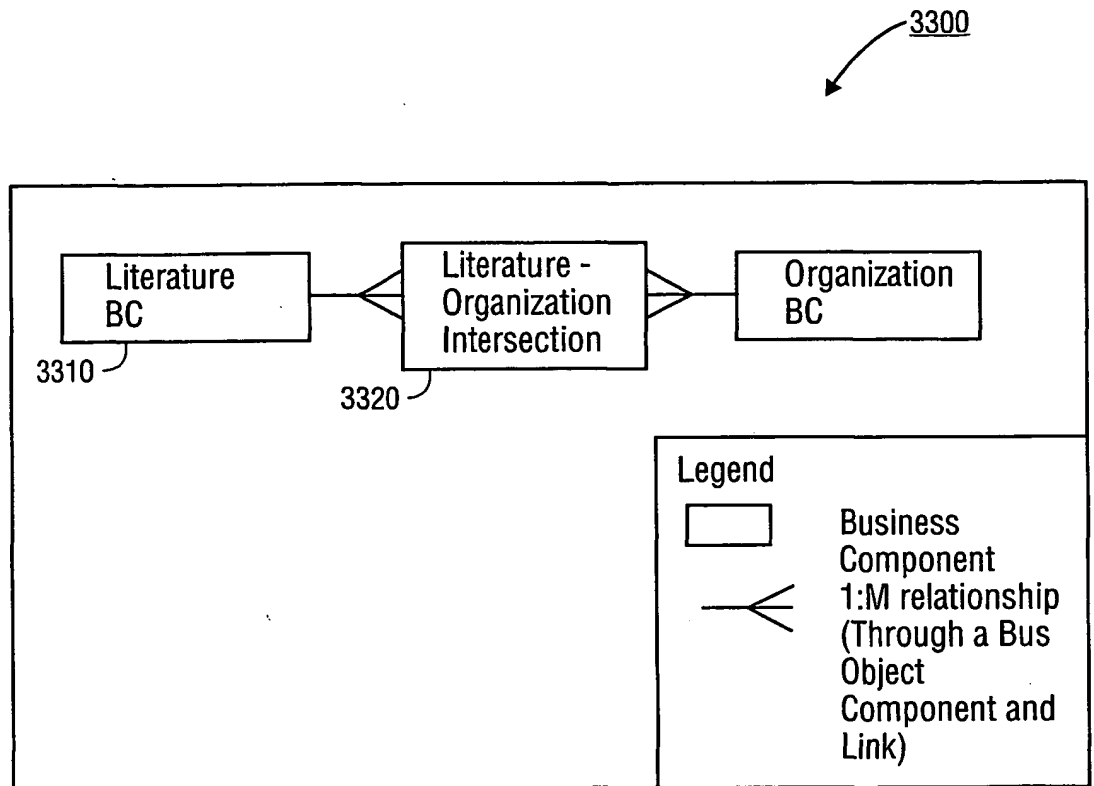 3300
Literature
BC
3310
Literature -
Organization
Intersection
3320
Organization
BC
Legend
Business
Component
1:M relationship
(Through a Bus
Object
Component and
Link)